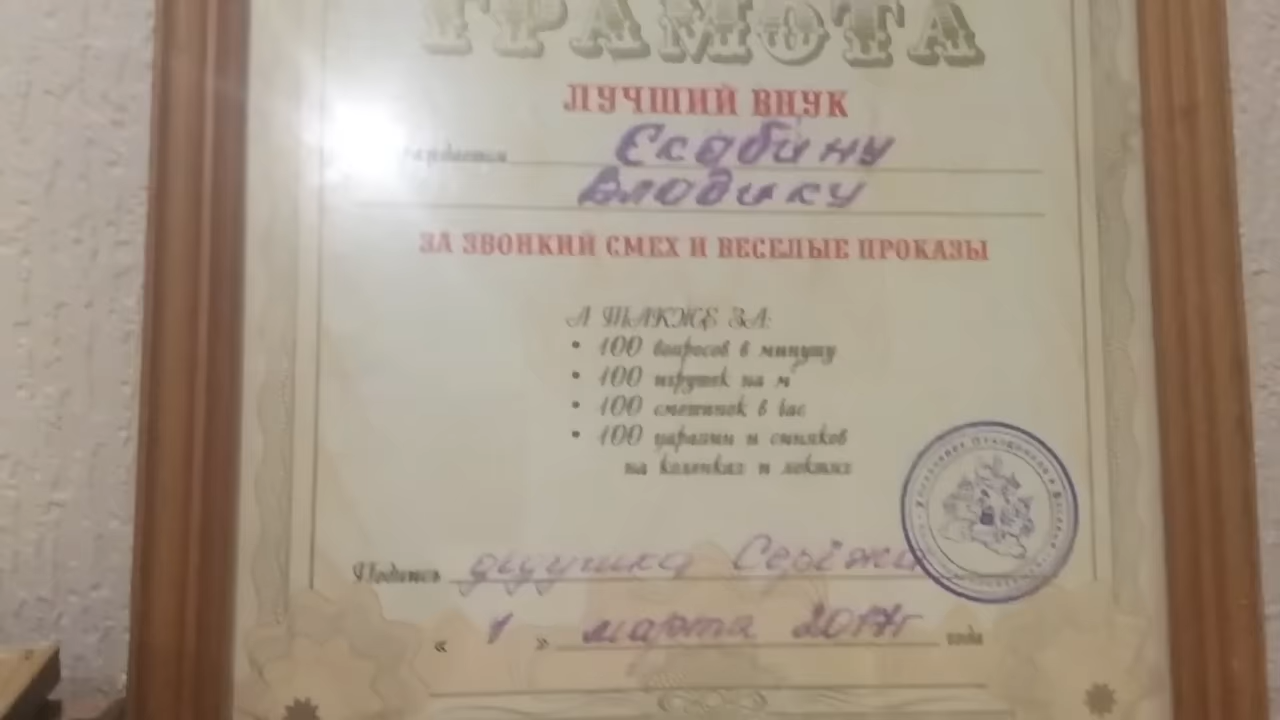 ГРАМОТА
ЛУЧШИЙ ВНУК
Есабину
Владику
ЗА ЗВОНКИЙ СМЕХ И ВЕСЕЛЫЕ ПРОКАЗЫ
А ТАКЖЕ ЗА:
• 100 вопросов в минуту
• 100 игрушек на м²
• 100 смешинок в час
• 100 царапин и синяков
на коленках и локтях
Подпись дедушка Серёжа
« 1 » марта 2017г года